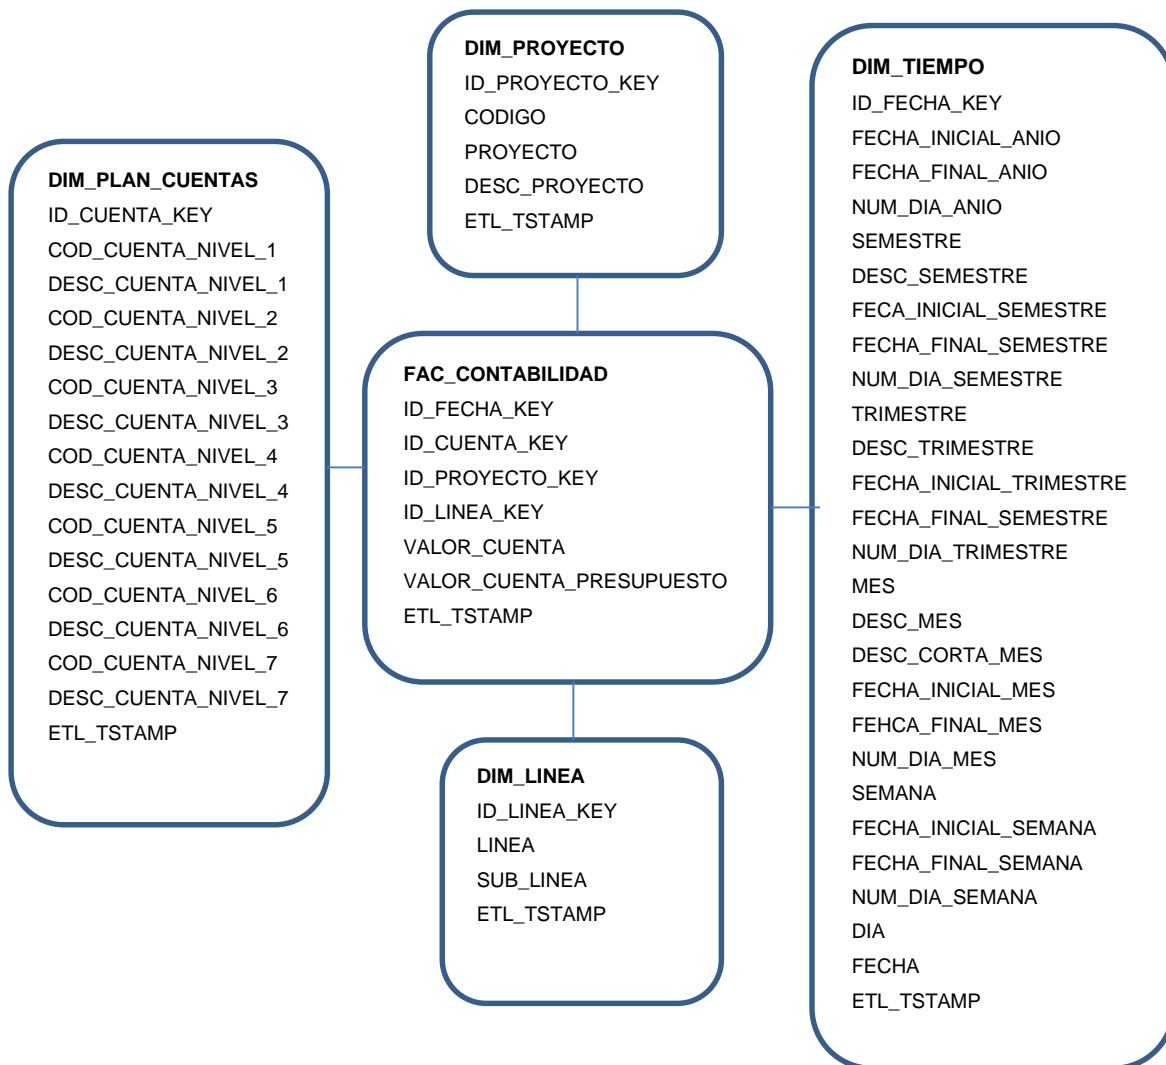 DIM_PROYECTO
ID_PROYECTO_KEY
CODIGO
PROYECTO
DESC_PROYECTO
ETL_TSTAMP
DIM_PLAN_CUENTAS
ID_CUENTA_KEY
COD_CUENTA_NIVEL_1
DESC_CUENTA_NIVEL_1
COD_CUENTA_NIVEL_2
DESC_CUENTA_NIVEL_2
COD_CUENTA_NIVEL_3
DESC_CUENTA_NIVEL_3
COD_CUENTA_NIVEL_4
DESC_CUENTA_NIVEL_4
COD_CUENTA_NIVEL_5
DESC_CUENTA_NIVEL_5
COD_CUENTA_NIVEL_6
DESC_CUENTA_NIVEL_6
COD_CUENTA_NIVEL_7
DESC_CUENTA_NIVEL_7
ETL_TSTAMP
FAC_CONTABILIDAD
ID_FECHA_KEY
ID_CUENTA_KEY
ID_PROYECTO_KEY
ID_LINEA_KEY
VALOR_CUENTA
VALOR_CUENTA_PRESUPUESTO
ETL_TSTAMP
DIM_LINEA
ID_LINEA_KEY
LINEA
SUB_LINEA
ETL_TSTAMP
DIM_TIEMPO
ID_FECHA_KEY
FECHA_INICIAL_ANIO
FECHA_FINAL_ANIO
NUM_DIA_ANIO
SEMESTRE
DESC_SEMESTRE
FECA_INICIAL_SEMESTRE
FECHA_FINAL_SEMESTRE
NUM_DIA_SEMESTRE
TRIMESTRE
DESC_TRIMESTRE
FECHA_INICIAL_TRIMESTRE
FECHA_FINAL_SEMESTRE
NUM_DIA_TRIMESTRE
MES
DESC_MES
DESC_CORTA_MES
FECHA_INICIAL_MES
FEHCA_FINAL_MES
NUM_DIA_MES
SEMANA
FECHA_INICIAL_SEMANA
FECHA_FINAL_SEMANA
NUM_DIA_SEMANA
DIA
FECHA
ETL_TSTAMP